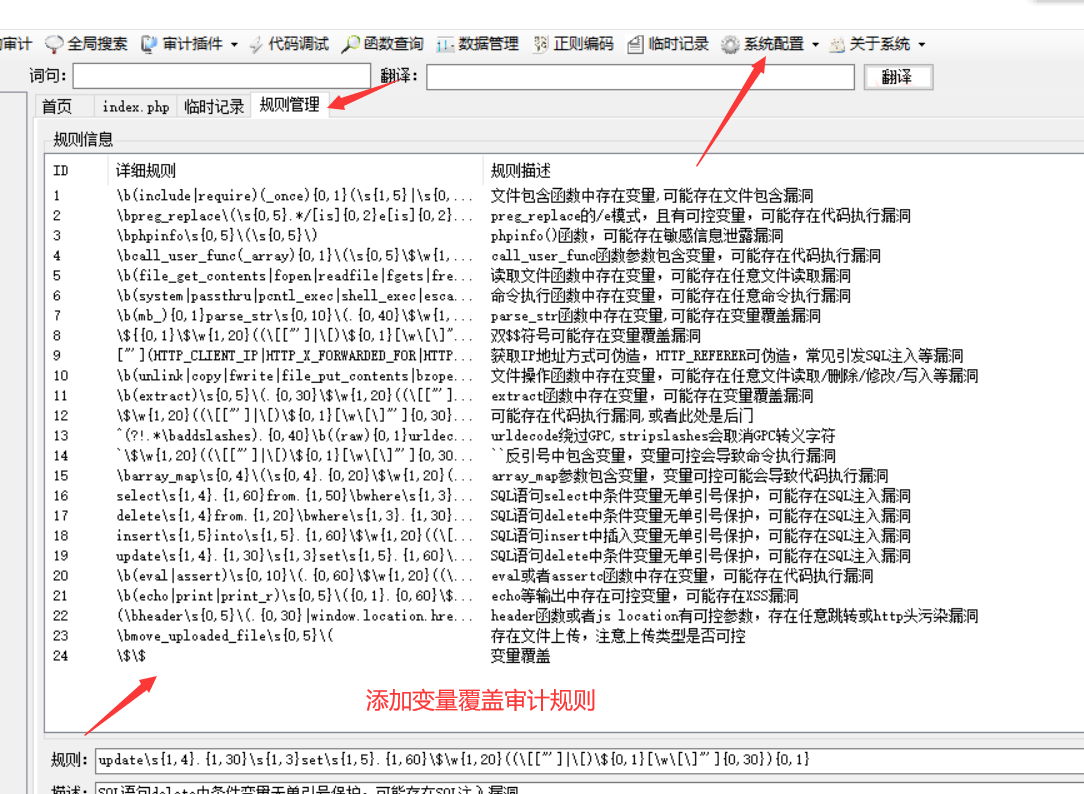 审计 全局搜索 审计插件 代码调试 函数查询 数据管理 正则编码 临时记录 系统配置 关于系统
词句： 翻译： 翻译
首页 index.php 临时记录 规则管理
规则信息
ID 详细规则 规则描述
1 \b(include|require)(_once){0,1}(\s{1,5}|\s{0,... 文件包含函数中存在变量,可能存在文件包含漏洞
2 \bpreg_replace\(\s{0,5}.*/[is]{0,2}e[is]{0,2}... preg_replace的/e模式，且有可控变量，可能存在代码执行漏洞
3 \bphpinfo\s{0,5}\(\s{0,5}\) phpinfo()函数，可能存在敏感信息泄露漏洞
4 \bcall_user_func(_array){0,1}\(\s{0,5}\$\w{1,... call_user_func函数参数包含变量，可能存在代码执行漏洞
5 \b(file_get_contents|fopen|readfile|fgets|fre... 读取文件函数中存在变量，可能存在任意文件读取漏洞
6 \b(system|passthru|pcntl_exec|shell_exec|esca... 命令执行函数中存在变量，可能存在任意命令执行漏洞
7 \b(mb_){0,1}parse_str\s{0,10}\(.{0,40}\$\w{1,... parse_str函数中存在变量,可能存在变量覆盖漏洞
8 \${{0,1}\$\w{1,20}((\[["']|\[)\${0,1}[\w\[\]"... 双$$符号可能存在变量覆盖漏洞
9 ["'](HTTP_CLIENT_IP|HTTP_X_FORWARDED_FOR|HTTP... 获取IP地址方式可伪造，HTTP_REFERER可伪造，常见引发SQL注入等漏洞
10 \b(unlink|copy|fwrite|file_put_contents|bzope... 文件操作函数中存在变量，可能存在任意文件读取/删除/修改/写入等漏洞
11 \b(extract)\s{0,5}\(.{0,30}\$\w{1,20}((\[["']... extract函数中存在变量，可能存在变量覆盖漏洞
12 \$\w{1,20}((\[["']|\[)\${0,1}[\w\[\]"']{0,30}... 可能存在代码执行漏洞,或者此处是后门
13 ^(?!.*\baddslashes).{0,40}\b((raw){0,1}urldec... urldecode绕过GPC,stripslashes会取消GPC转义字符
14 `\$\w{1,20}((\[["']|\[)\${0,1}[\w\[\]"']{0,30... ``反引号中包含变量，变量可控会导致命令执行漏洞
15 \barray_map\s{0,4}\(\s{0,4}.{0,20}\$\w{1,20}(... array_map参数包含变量，变量可控可能会导致代码执行漏洞
16 select\s{1,4}.{1,60}from.{1,50}\bwhere\s{1,3}... SQL语句select中条件变量无单引号保护，可能存在SQL注入漏洞
17 delete\s{1,4}from.{1,20}\bwhere\s{1,3}.{1,30}... SQL语句delete中条件变量无单引号保护，可能存在SQL注入漏洞
18 insert\s{1,5}into\s{1,5}.{1,60}\$\w{1,20}((\[... SQL语句insert中插入变量无单引号保护，可能存在SQL注入漏洞
19 update\s{1,4}.{1,30}\s{1,3}set\s{1,5}.{1,60}\... SQL语句delete中条件变量无单引号保护，可能存在SQL注入漏洞
20 \b(eval|assert)\s{0,10}\(.{0,60}\$\w{1,20}((\... eval或者assertc函数中存在变量，可能存在代码执行漏洞
21 \b(echo|print|print_r)\s{0,5}\({0,1}.{0,60}\$... echo等输出中存在可控变量，可能存在XSS漏洞
22 (\bheader\s{0,5}\(.{0,30}|window.location.hre... header函数或者js location有可控参数，存在任意跳转或http头污染漏洞
23 \bmove_uploaded_file\s{0,5}\( 存在文件上传，注意上传类型是否可控
24 \$\$ 变量覆盖
添加变量覆盖审计规则
规则： update\s{1,4}.{1,30}\s{1,3}set\s{1,5}.{1,60}\$\w{1,20}((\[["']|\[)\${0,1}[\w\[\]"']{0,30}){0,1}
描述： SQL语句delete中条件变量无单引号保护，可能存在SQL注入漏洞